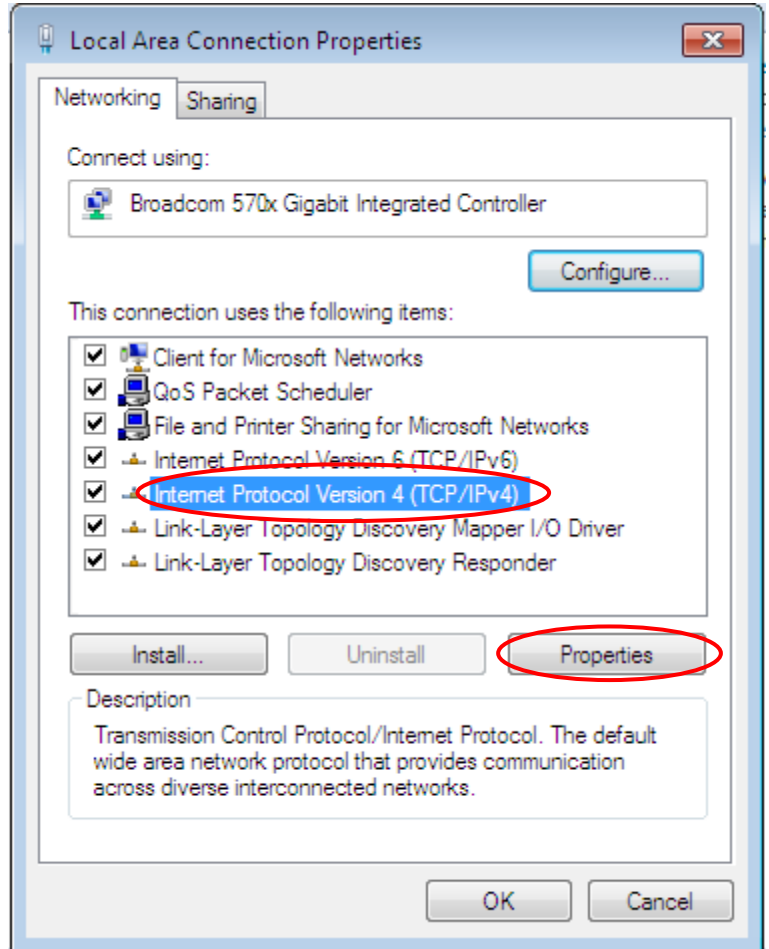 Local Area Connection Properties
Networking
Sharing
Connect using:
Broadcom 570x Gigabit Integrated Controller
Configure...
This connection uses the following items:
Client for Microsoft Networks
QoS Packet Scheduler
File and Printer Sharing for Microsoft Networks
Internet Protocol Version 6 (TCP/IPv6)
Internet Protocol Version 4 (TCP/IPv4)
Link-Layer Topology Discovery Mapper I/O Driver
Link-Layer Topology Discovery Responder
Install...
Uninstall
Properties
Description
Transmission Control Protocol/Internet Protocol. The default
wide area network protocol that provides communication
across diverse interconnected networks.
OK
Cancel